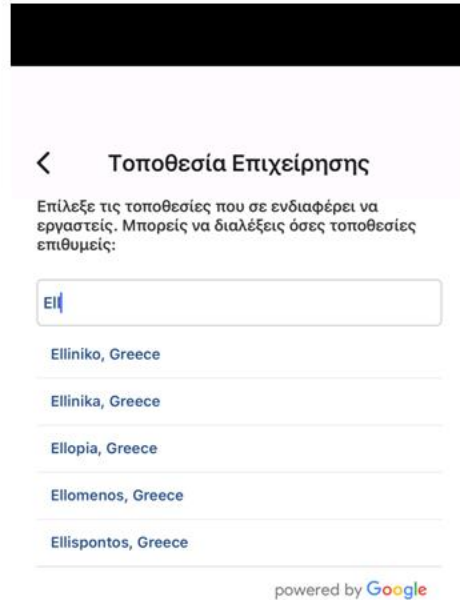 Τοποθεσία Επιχείρησης
Επίλεξε τις τοποθεσίες που σε ενδιαφέρει να
εργαστείς. Μπορείς να διαλέξεις όσες τοποθεσίες
επιθυμείς:
Ell
Elliniko, Greece
Ellinika, Greece
Ellopia, Greece
Ellomenos, Greece
Ellispontos, Greece
powered by Google